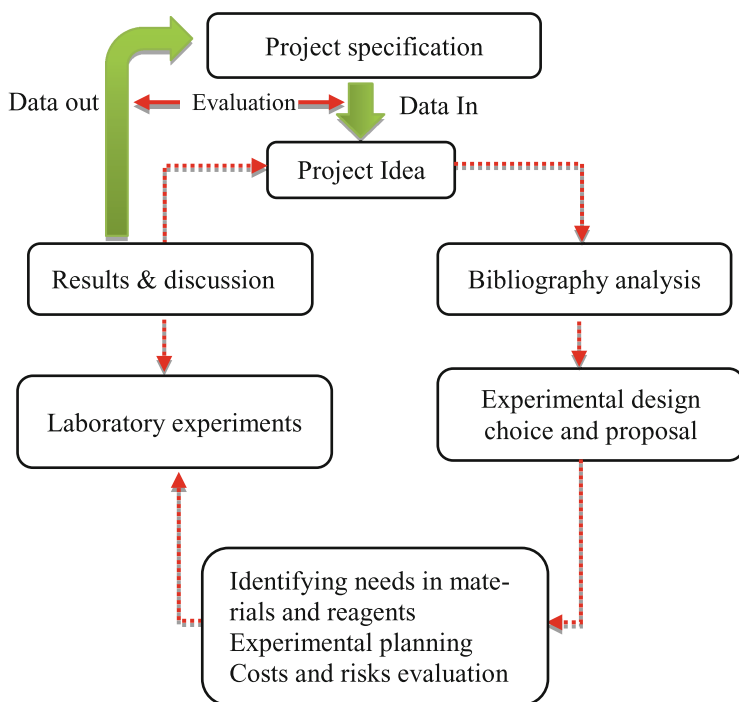 Project specification
Data out
Evaluation
Data In
Project Idea
Results & discussion
Bibliography analysis
Laboratory experiments
Experimental design
choice and proposal
Identifying needs in mate-
rials and reagents
Experimental planning
Costs and risks evaluation